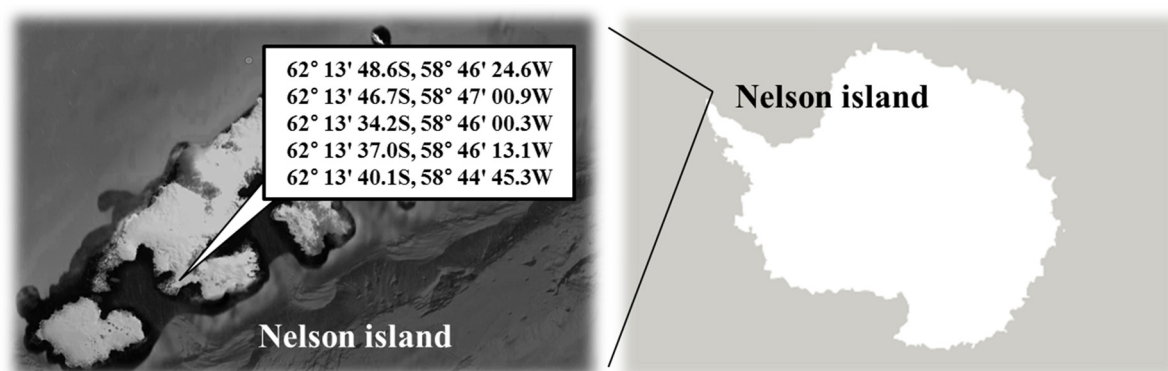 62° 13' 48.6S, 58° 46' 24.6W
62° 13' 46.7S, 58° 47' 00.9W
62° 13' 34.2S, 58° 46' 00.3W
62° 13' 37.0S, 58° 46' 13.1W
62° 13' 40.1S, 58° 44' 45.3W
Nelson island
Nelson island